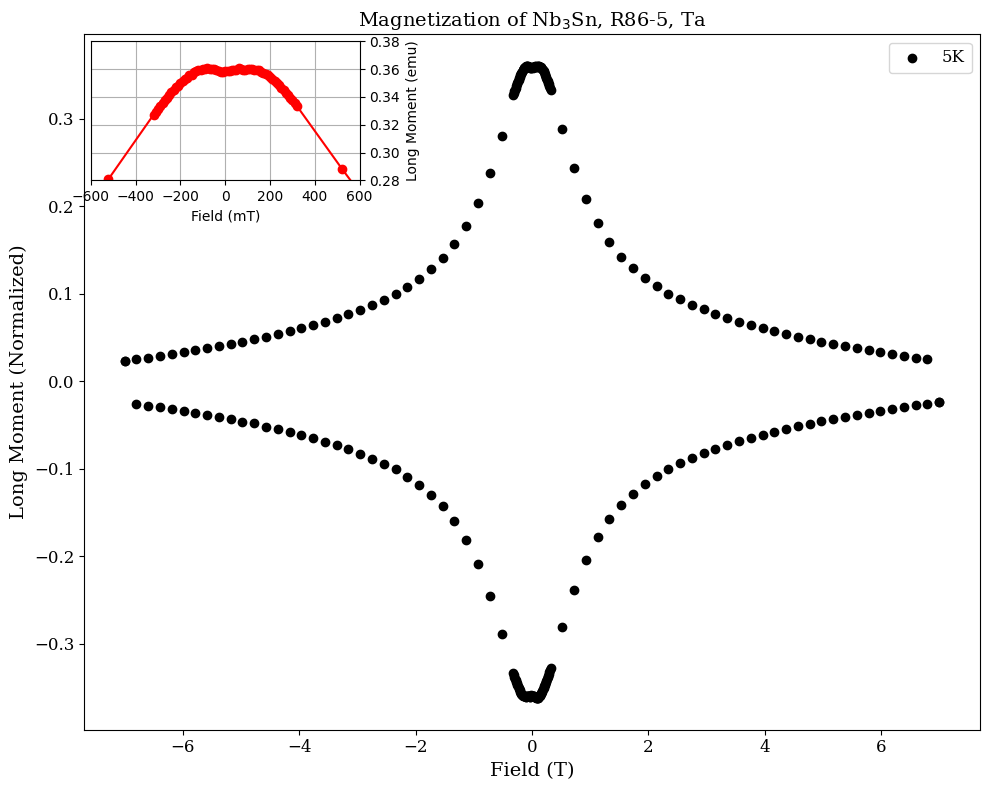 Magnetization of Nb₃Sn, R86-5, Ta
5K
0.38
0.36
0.34
0.32
0.30
0.28
Long Moment (emu)
−600 −400 −200 0 200 400 600
Field (mT)
0.3
0.2
0.1
0.0
−0.1
−0.2
−0.3
Long Moment (Normalized)
−6 −4 −2 0 2 4 6
Field (T)